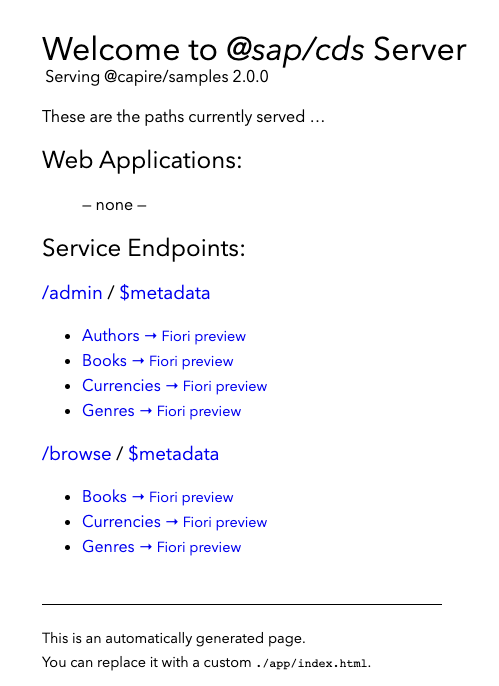 Welcome to @sap/cds Server
Serving @capire/samples 2.0.0
These are the paths currently served …
Web Applications:
— none —
Service Endpoints:
/admin / $metadata
• Authors → Fiori preview
• Books → Fiori preview
• Currencies → Fiori preview
• Genres → Fiori preview
/browse / $metadata
• Books → Fiori preview
• Currencies → Fiori preview
• Genres → Fiori preview
This is an automatically generated page.
You can replace it with a custom ./app/index.html.